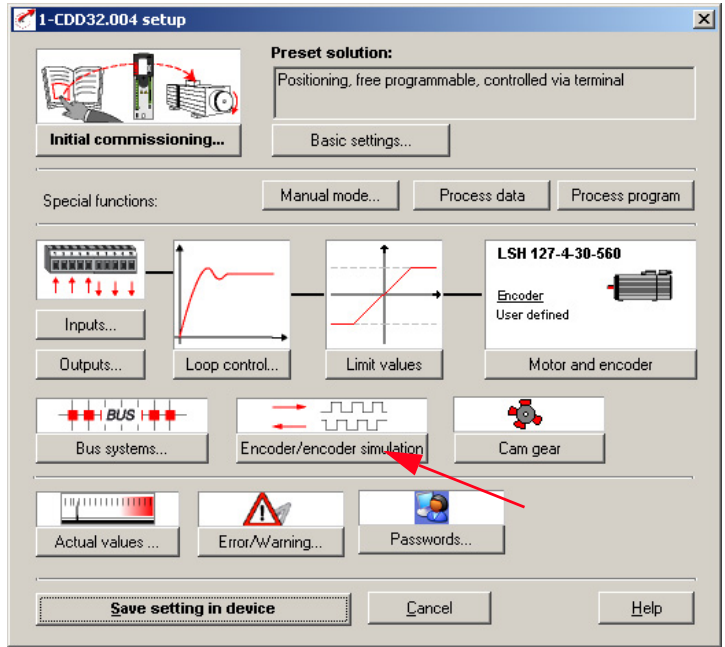 1-CDD32.004 setup
Preset solution:
Positioning, free programmable, controlled via terminal
Initial commissioning...
Basic settings...
Special functions:
Manual mode...
Process data
Process program
LSH 127-4-30-560
Encoder
User defined
Inputs...
Outputs...
Loop control...
Limit values
Motor and encoder
BUS
Bus systems...
Encoder/encoder simulation
Cam gear
Actual values ...
Error/Warning...
Passwords...
Save setting in device
Cancel
Help